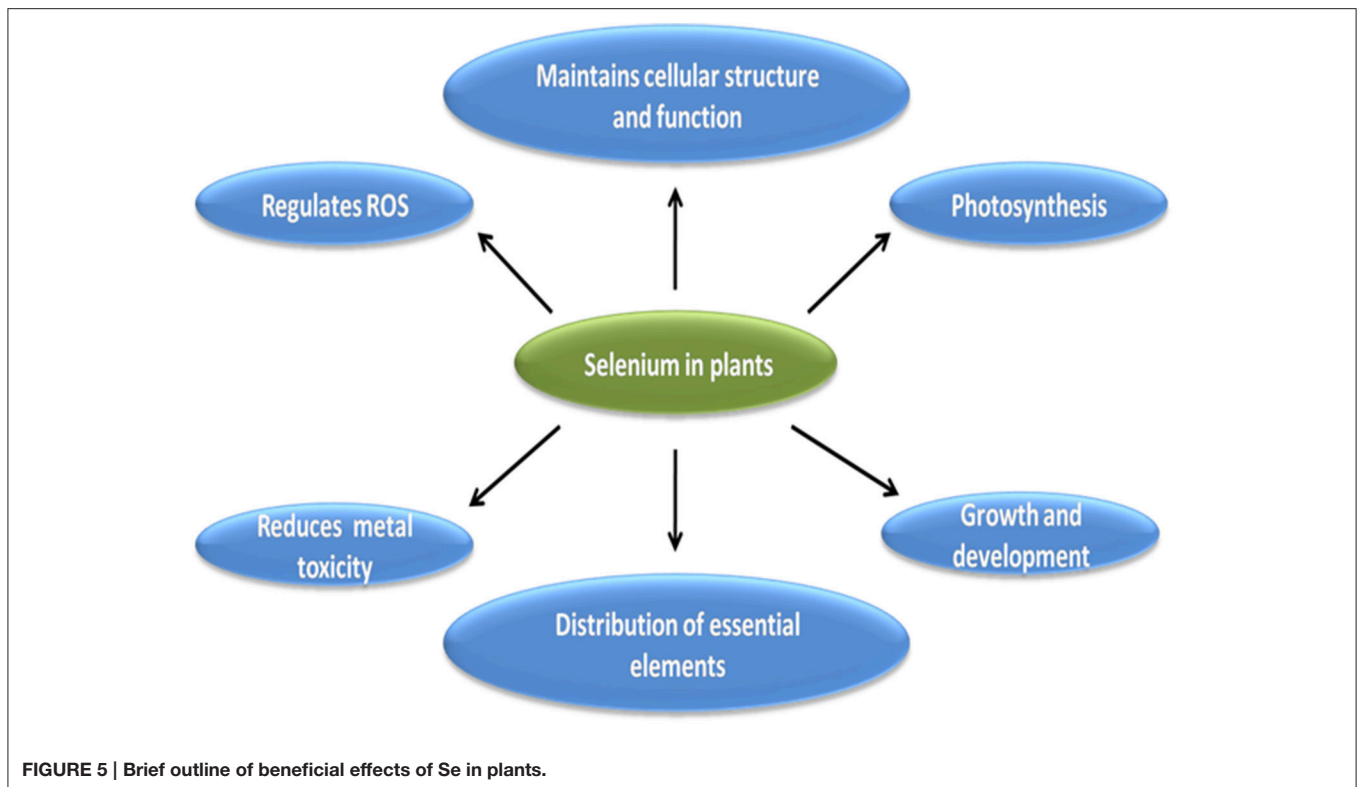 Maintains cellular structure
and function
Regulates ROS
Photosynthesis
Selenium in plants
Reduces metal
toxicity
Growth and
development
Distribution of essential
elements
FIGURE 5 | Brief outline of beneficial effects of Se in plants.